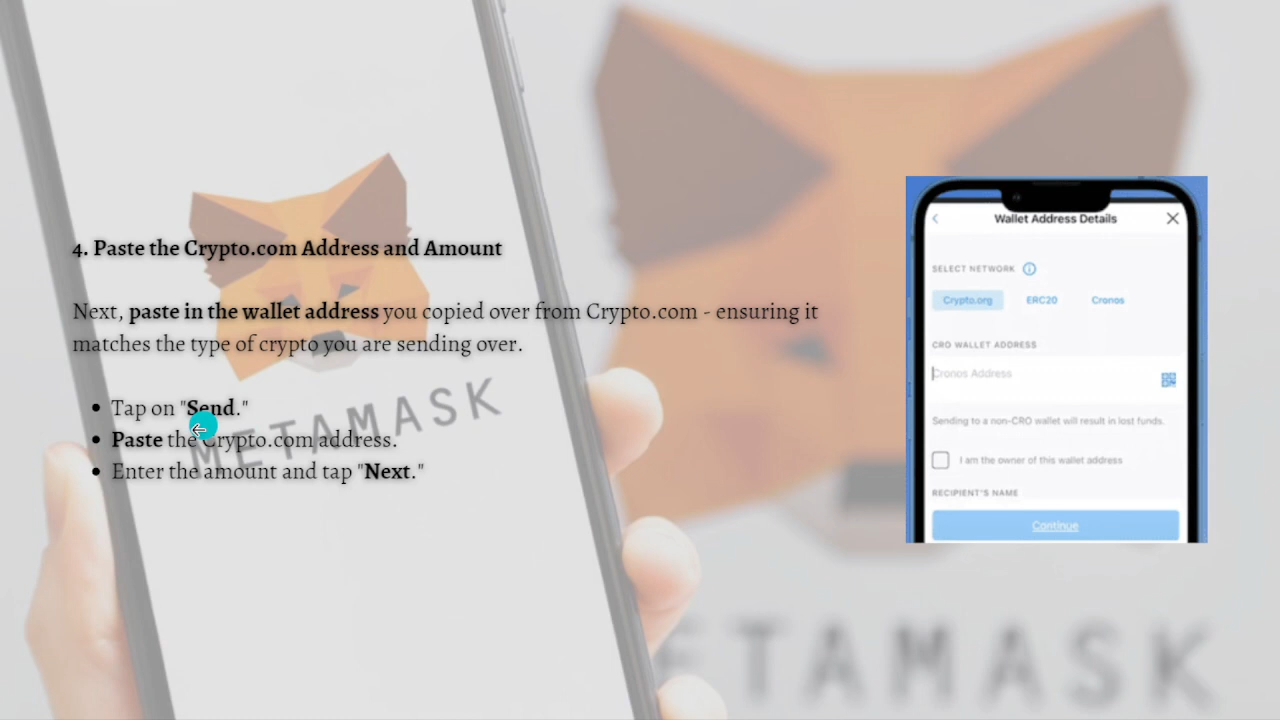 4. Paste the Crypto.com Address and Amount
Next, paste in the wallet address you copied over from Crypto.com - ensuring it
matches the type of crypto you are sending over.
• Tap on "Send."
• Paste the Crypto.com address.
• Enter the amount and tap "Next."
METAMASK
Wallet Address Details
SELECT NETWORK
Crypto.org ERC20 Cronos
CRO WALLET ADDRESS
Cronos Address
Sending to a non-CRO wallet will result in lost funds.
I am the owner of this wallet address
RECIPIENT'S NAME
Continue
METAMASK